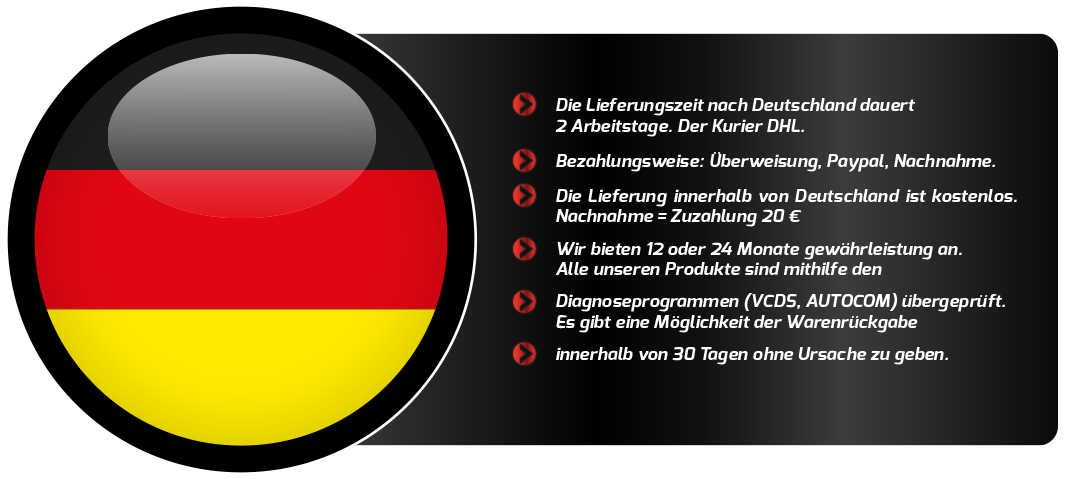 Die Lieferungszeit nach Deutschland dauert
2 Arbeitstage. Der Kurier DHL.
Bezahlungsweise: Überweisung, Paypal, Nachnahme.
Die Lieferung innerhalb von Deutschland ist kostenlos.
Nachnahme = Zuzahlung 20 €
Wir bieten 12 oder 24 Monate gewährleistung an.
Alle unseren Produkte sind mithilfe den
Diagnoseprogrammen (VCDS, AUTOCOM) übergeprüft.
Es gibt eine Möglichkeit der Warenrückgabe
innerhalb von 30 Tagen ohne Ursache zu geben.